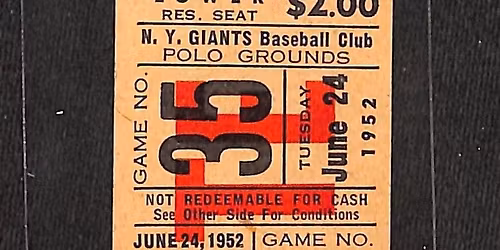 LOWER
RES. SEAT $2.00
N. Y. GIANTS Baseball Club
POLO GROUNDS
GAME NO.
35
TUESDAY
June 24
1952
NOT REDEEMABLE FOR CASH
See Other Side For Conditions
JUNE 24, 1952 GAME NO.